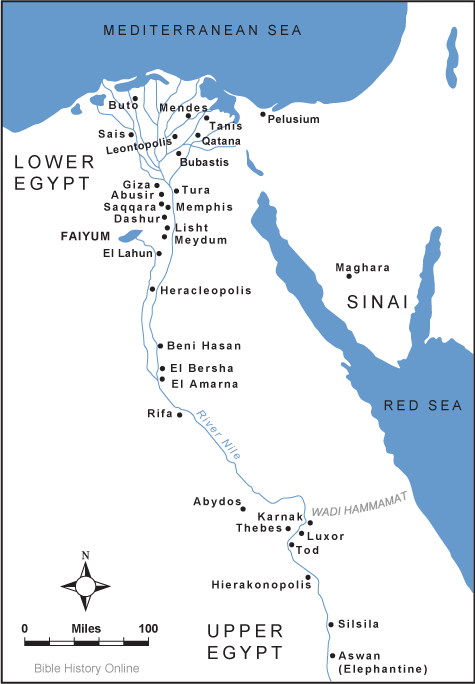 MEDITERRANEAN SEA
Buto
Mendes
Pelusium
Tanis
Sais
Leontopolis
Qatana
Bubastis
LOWER
EGYPT
Giza
Tura
Abusir
Saqqara
Memphis
Dashur
Lisht
FAIYUM
Meydum
El Lahun
Maghara
Heracleopolis
SINAI
Beni Hasan
El Bersha
El Amarna
RED SEA
Rifa
River Nile
Abydos
WADI HAMMAMAT
Karnak
Thebes
Luxor
Tod
N
Hierakonopolis
0 Miles 100
UPPER
EGYPT
Silsila
Aswan
(Elephantine)
Bible History Online